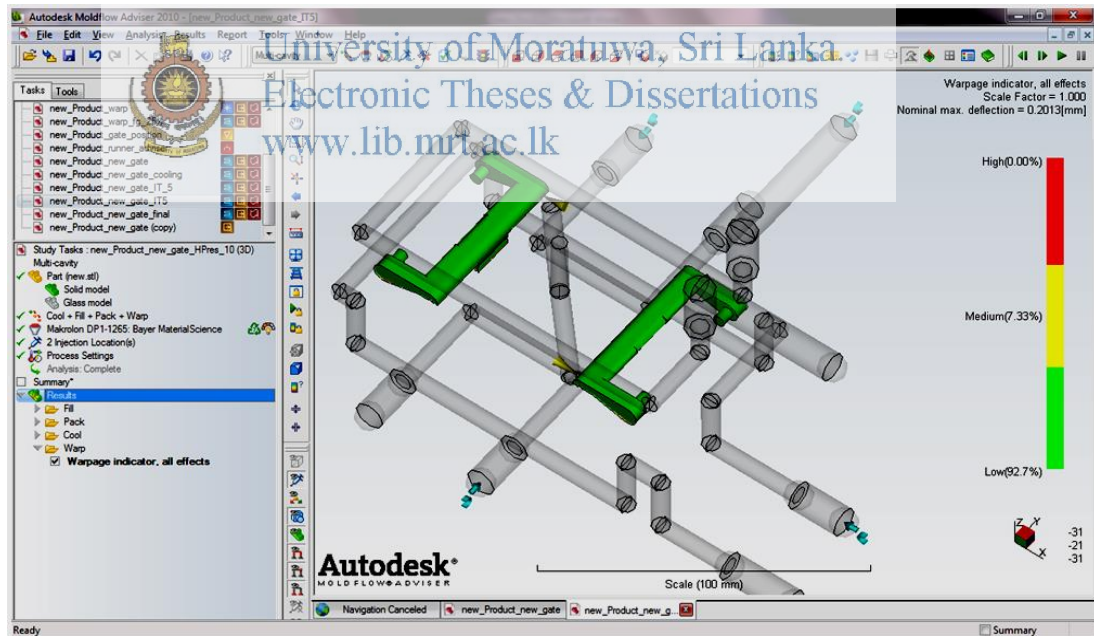 Autodesk Moldflow Adviser 2010 - [new_Product_new_gate_IT5]
File Edit View Analysis Results Report Tools Window Help
University of Moratuwa, Sri Lanka.
Electronic Theses & Dissertations
www.lib.mrt.ac.lk
Tasks Tools
new_Product_warp
new_Product_gate_position
new_Product_new_gate
new_Product_new_gate_cooling
new_Product_new_gate_IT_5
new_Product_new_gate_IT5
new_Product_new_gate_final
new_Product_new_gate (copy)
Study Tasks : new_Product_new_gate_HPres_10 (3D)
Multi-cavity
Part (new.stl)
Solid model
Glass model
Cool + Fill + Pack + Warp
Makrolon DP1-1265: Bayer MaterialScience
2 Injection Location(s)
Process Settings
Analysis: Complete
Summary*
Results
Fill
Pack
Cool
Warp
Warpage indicator, all effects
Warpage indicator, all effects
Scale Factor = 1.000
Nominal max. deflection = 0.2013[mm]
High(0.00%)
Medium(7.33%)
Low(92.7%)
Z Y
X
-31
-21
-31
Autodesk®
MOLDFLOW® ADVISER
Scale (100 mm)
Navigation Canceled new_Product_new_gate new_Product_new_g...
Ready Summary